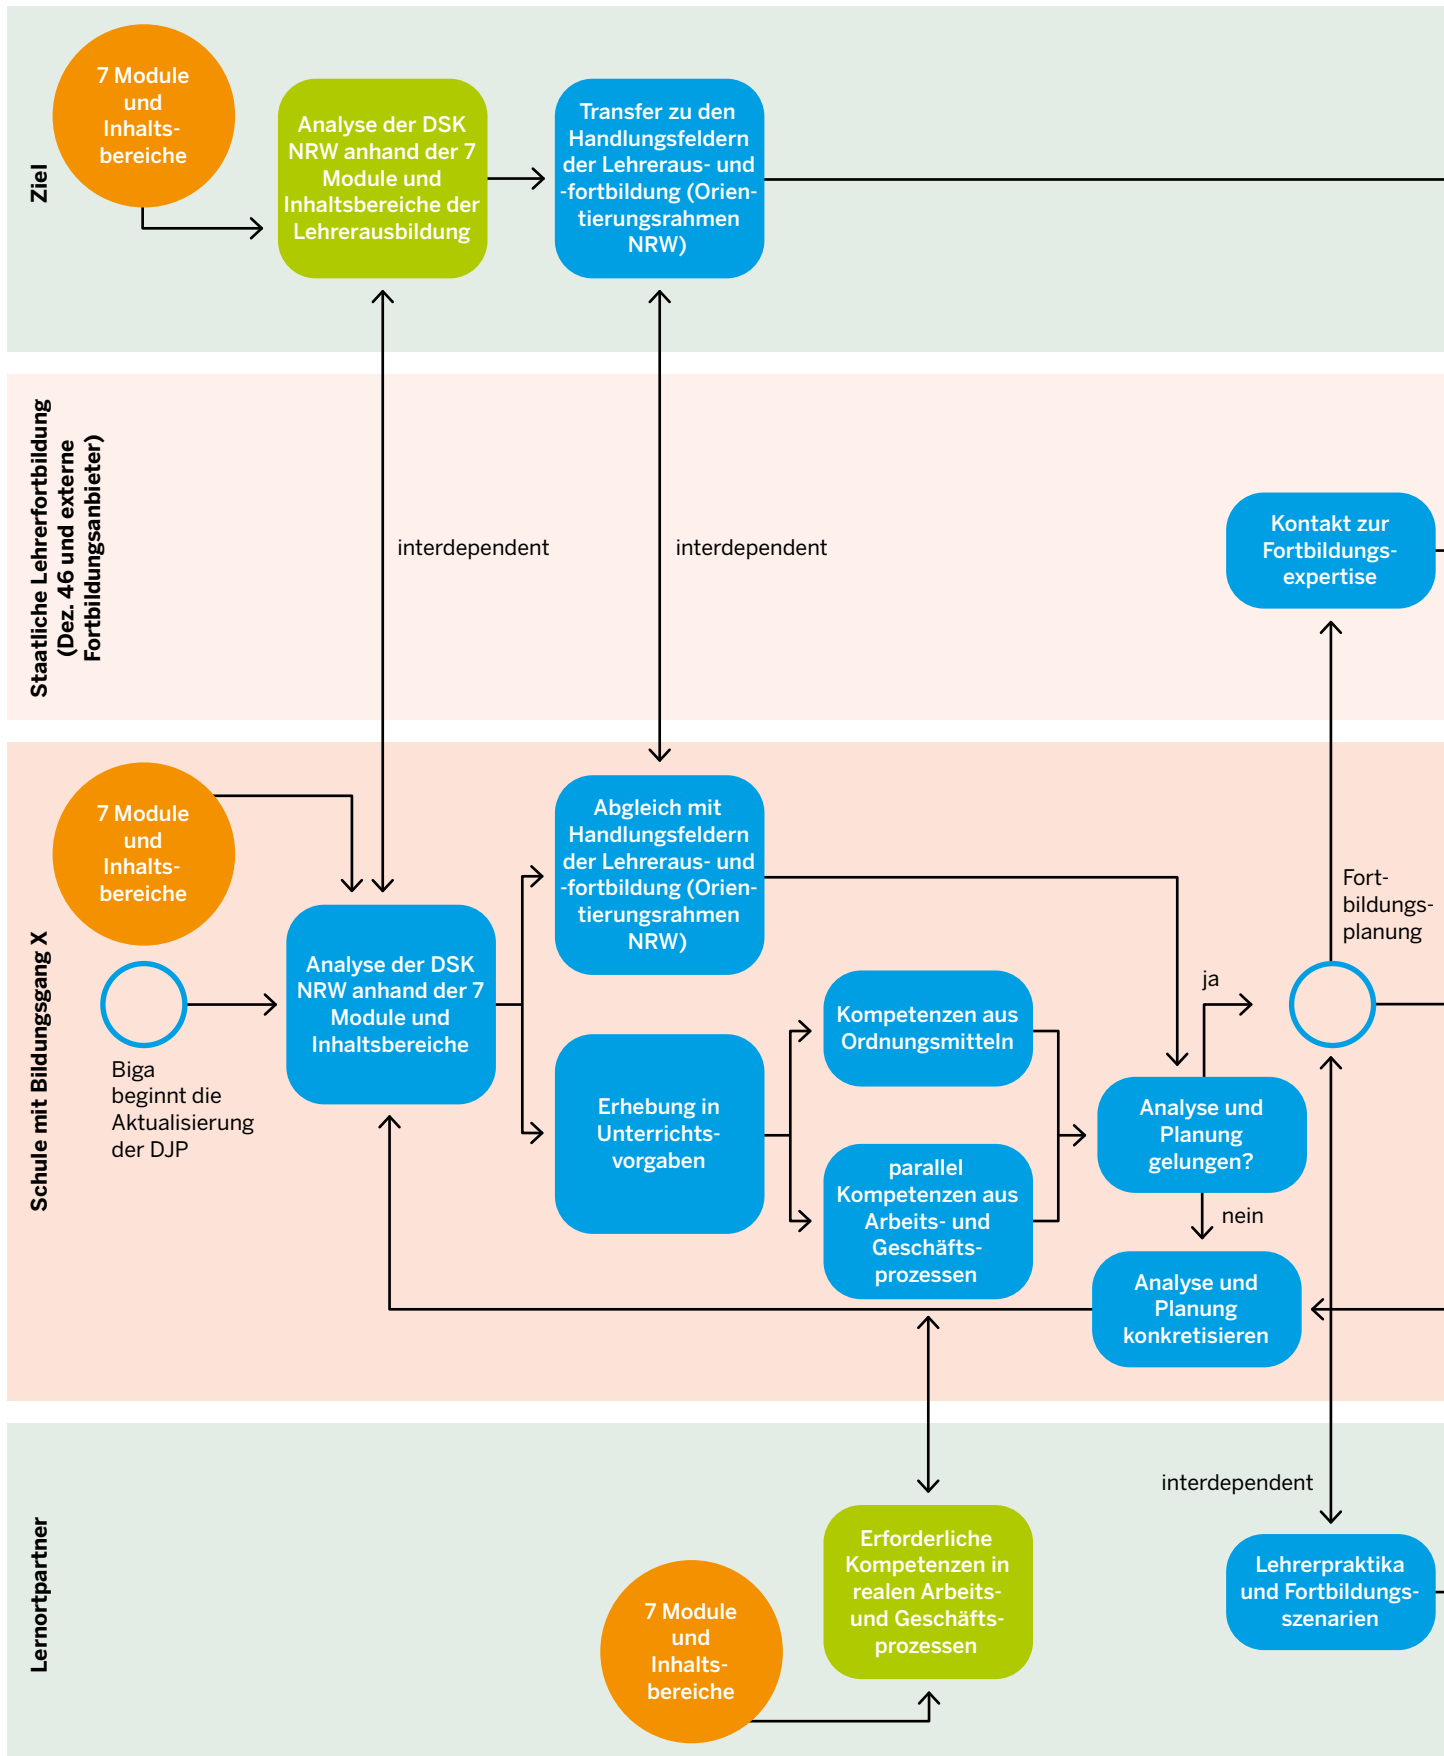 Ziel
7 Module
und
Inhalts-
bereiche
Analyse der DSK
NRW anhand der 7
Module und
Inhaltsbereiche der
Lehrerausbildung
Transfer zu den
Handlungsfeldern
der Lehreraus- und
-fortbildung (Orien-
tierungsrahmen
NRW)
Staatliche Lehrerfortbildung
(Dez. 46 und externe
Fortbildungsanbieter)
interdependent
interdependent
Kontakt zur
Fortbildungs-
expertise
Schule mit Bildungsgang X
7 Module
und
Inhalts-
bereiche
Biga
beginnt die
Aktualisierung
der DJP
Analyse der DSK
NRW anhand der 7
Module und
Inhaltsbereiche
Abgleich mit
Handlungsfeldern
der Lehreraus- und
-fortbildung (Orien-
tierungsrahmen
NRW)
Erhebung in
Unterrichts-
vorgaben
Kompetenzen aus
Ordnungsmitteln
parallel
Kompetenzen aus
Arbeits- und
Geschäfts-
prozessen
Analyse und
Planung
gelungen?
ja
nein
Fort-
bildungs-
planung
Analyse und
Planung
konkretisieren
Lernortpartner
7 Module
und
Inhalts-
bereiche
Erforderliche
Kompetenzen in
realen Arbeits-
und Geschäfts-
prozessen
interdependent
Lehrerpraktika
und Fortbildungs-
szenarien